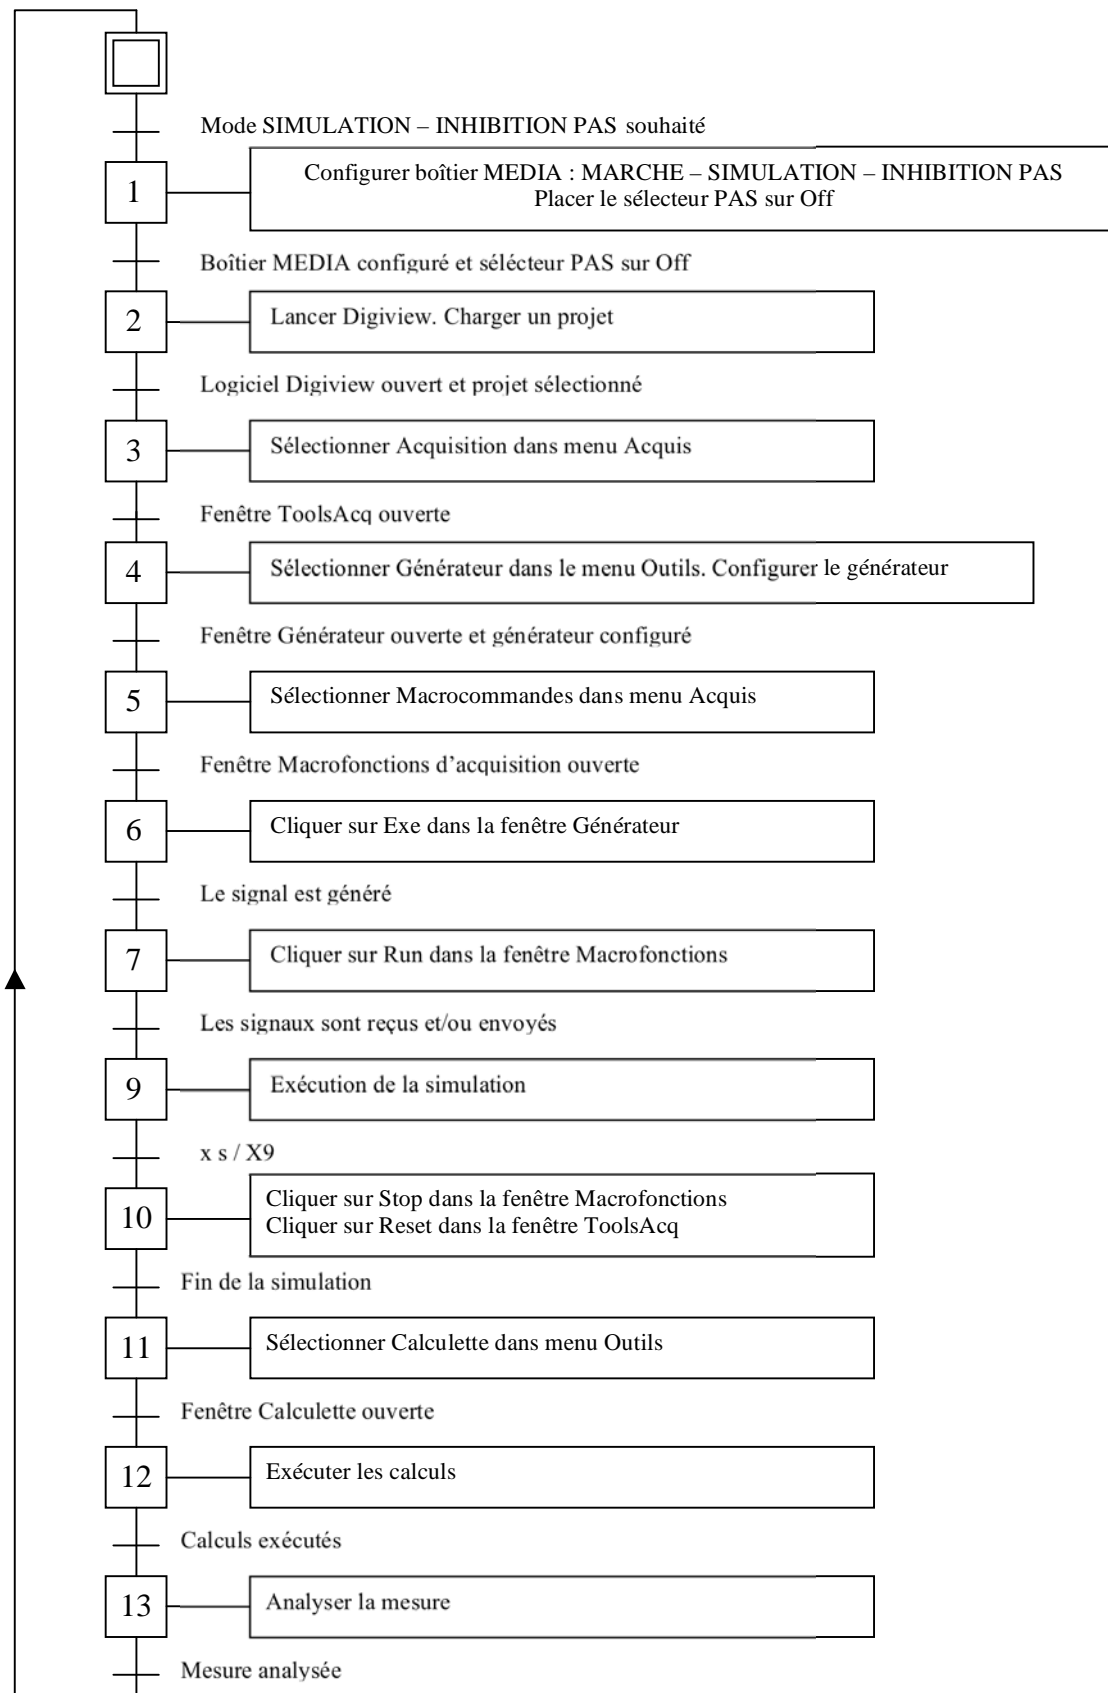 Mode SIMULATION – INHIBITION PAS souhaité
1
Configurer boîtier MEDIA : MARCHE – SIMULATION – INHIBITION PAS
Placer le sélecteur PAS sur Off
Boîtier MEDIA configuré et sélécteur PAS sur Off
2
Lancer Digiview. Charger un projet
Logiciel Digiview ouvert et projet sélectionné
3
Sélectionner Acquisition dans menu Acquis
Fenêtre ToolsAcq ouverte
4
Sélectionner Générateur dans le menu Outils. Configurer le générateur
Fenêtre Générateur ouverte et générateur configuré
5
Sélectionner Macrocommandes dans menu Acquis
Fenêtre Macrofonctions d'acquisition ouverte
6
Cliquer sur Exe dans la fenêtre Générateur
Le signal est généré
7
Cliquer sur Run dans la fenêtre Macrofonctions
Les signaux sont reçus et/ou envoyés
9
Exécution de la simulation
x s / X9
10
Cliquer sur Stop dans la fenêtre Macrofonctions
Cliquer sur Reset dans la fenêtre ToolsAcq
Fin de la simulation
11
Sélectionner Calculette dans menu Outils
Fenêtre Calculette ouverte
12
Exécuter les calculs
Calculs exécutés
13
Analyser la mesure
Mesure analysée